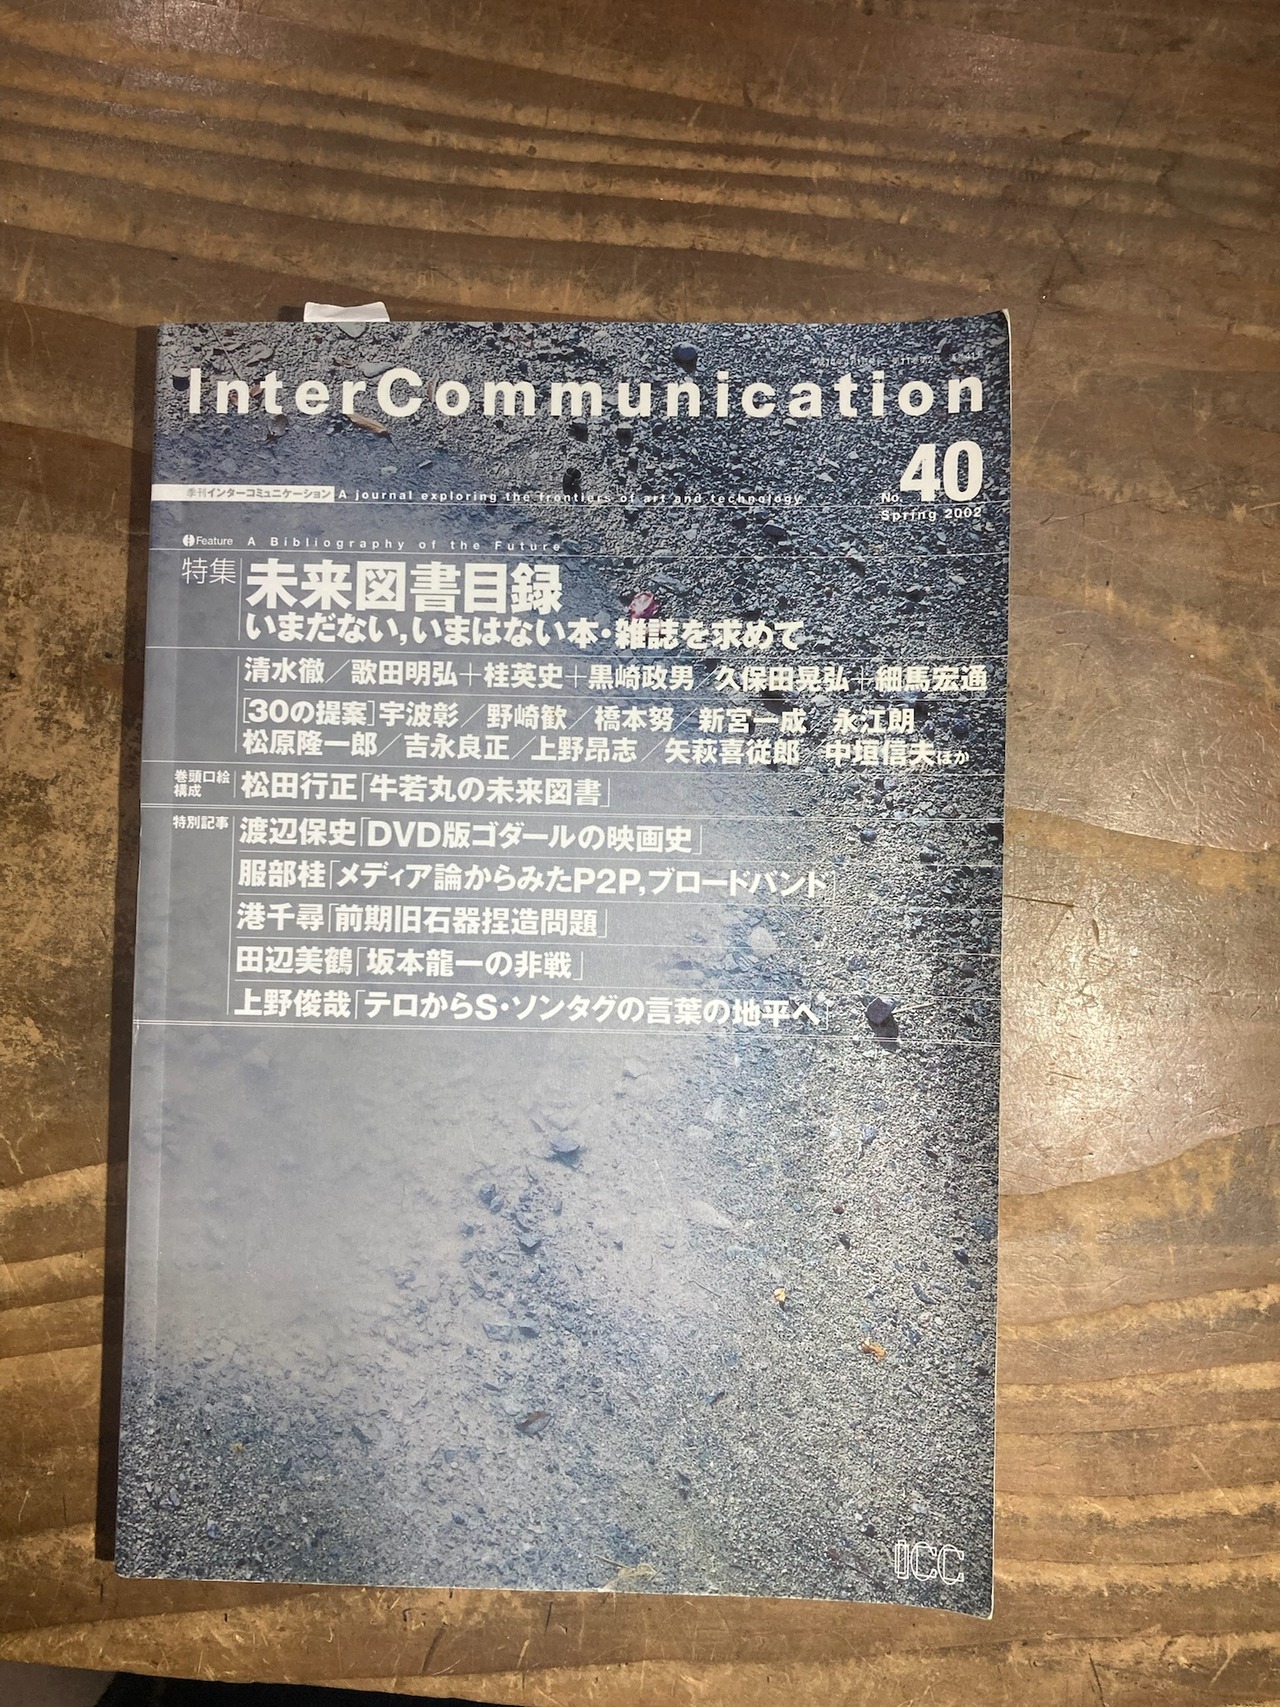 InterCommunication
No.40
季刊インターコミュニケーション A journal exploring the frontiers of art and technology
Spring 2002
Feature A Bibliography of the Future
特集 未来図書目録
いまだない,いまはない本・雑誌を求めて
清水徹／歌田明弘＋桂英史＋黒崎政男／久保田晃弘＋細馬宏通
[30の提案]宇波彰／野崎歓／橋本努／新宮一成／永江朗
松原隆一郎／吉永良正／上野昂志／矢萩喜従郎／中垣信夫ほか
巻頭口絵構成 松田行正「牛若丸の未来図書」
特別記事 渡辺保史「DVD版ゴダールの映画史」
服部桂「メディア論からみたP2P,ブロードバンド」
港千尋「前期旧石器捏造問題」
田辺美鶴「坂本龍一の非戦」
上野俊哉「テロからS・ソンタグの言葉の地平へ」
ICC